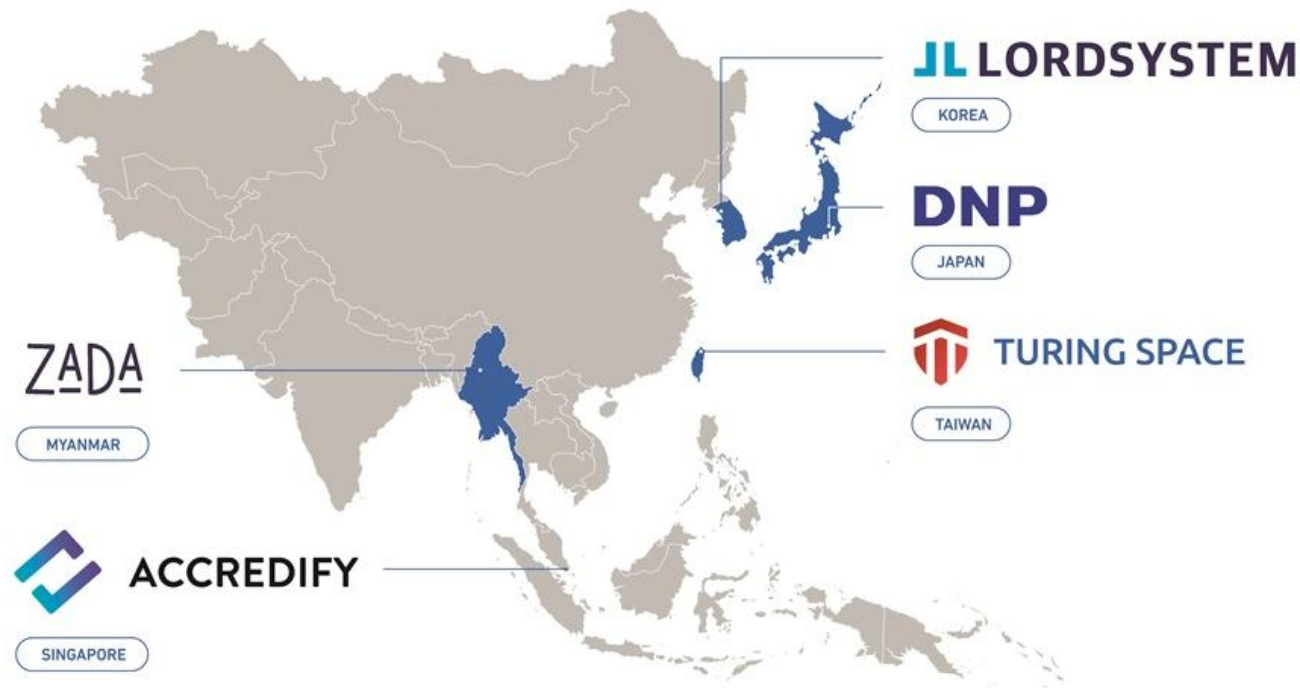 LORDSYSTEM
KOREA
DNP
JAPAN
TURING SPACE
TAIWAN
ZADA
MYANMAR
ACCREDIFY
SINGAPORE